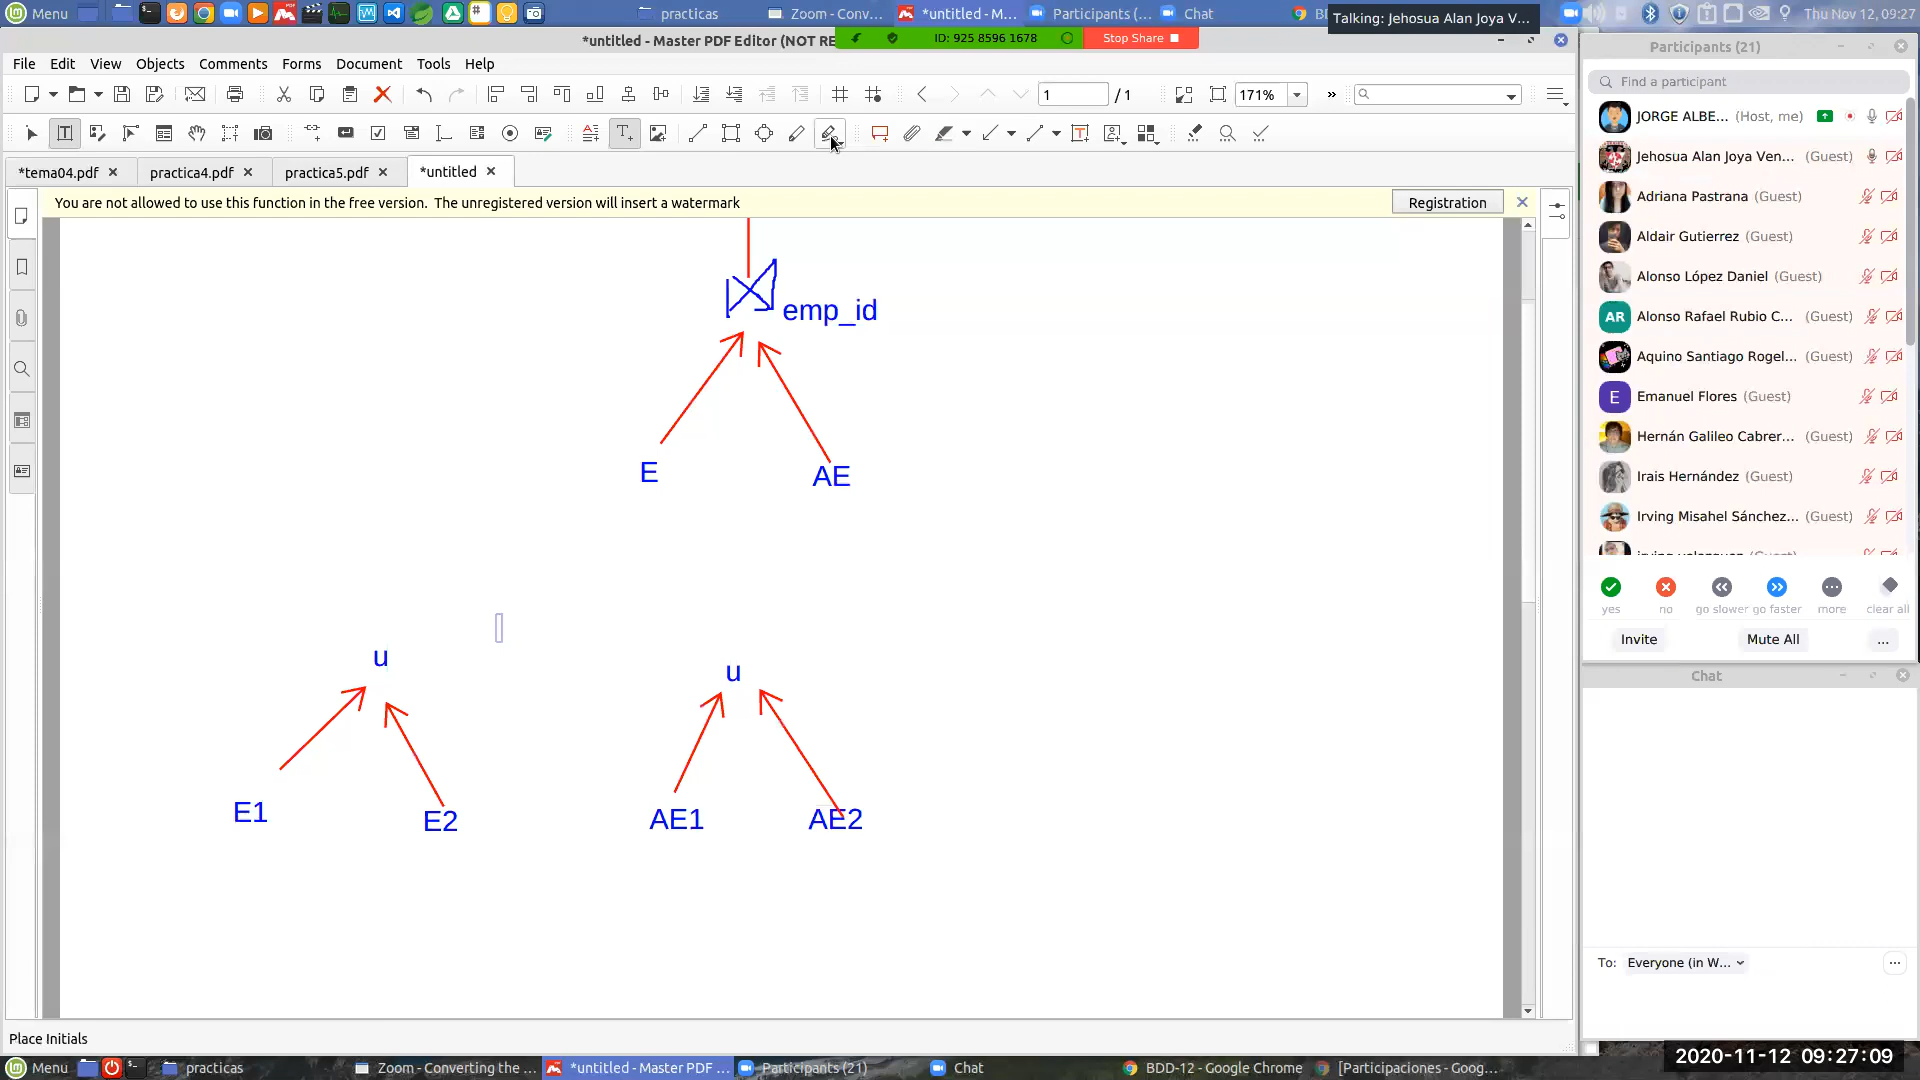 Menu
practicas
Zoom - Conv...
*untitled - M...
Participants (...
Chat
Talking: Jehosua Alan Joya V...
Thu Nov 12, 09:27
*untitled - Master PDF Editor (NOT RE
ID: 925 8596 1678
Stop Share
File Edit View Objects Comments Forms Document Tools Help
1 / 1
171%
*tema04.pdf
practica4.pdf
practica5.pdf
*untitled
You are not allowed to use this function in the free version. The unregistered version will insert a watermark
Registration
emp_id
E
AE
u
u
E1
E2
AE1
AE2
Place Initials
Participants (21)
Find a participant
JORGE ALBE... (Host, me)
Jehosua Alan Joya Ven... (Guest)
Adriana Pastrana (Guest)
Aldair Gutierrez (Guest)
Alonso López Daniel (Guest)
AR Alonso Rafael Rubio C... (Guest)
Aquino Santiago Rogel... (Guest)
E Emanuel Flores (Guest)
Hernán Galileo Cabrer... (Guest)
Irais Hernández (Guest)
Irving Misahel Sánchez... (Guest)
yes no go slower go faster more clear all
Invite
Mute All
...
Chat
To: Everyone (in W...
Menu
practicas
Zoom - Converting the ...
*untitled - Master PDF ...
Participants (21)
Chat
BDD-12 - Google Chrome
[Participaciones - Goog...
2020-11-12 09:27:09